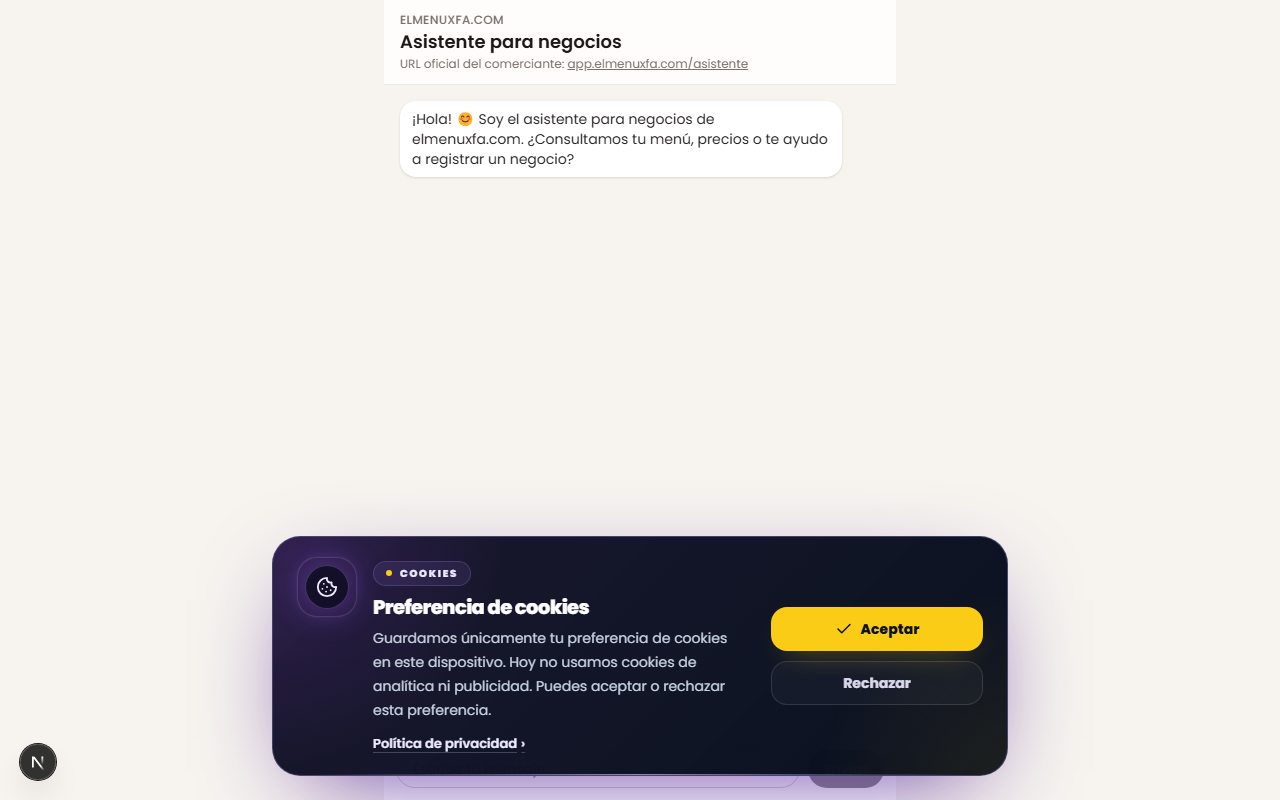 ELMENUXFA.COM
Asistente para negocios
URL oficial del comerciante: app.elmenuxfa.com/asistente
¡Hola! 😊 Soy el asistente para negocios de
elmenuxfa.com. ¿Consultamos tu menú, precios o te ayudo
a registrar un negocio?
COOKIES
Preferencia de cookies
Guardamos únicamente tu preferencia de cookies
en este dispositivo. Hoy no usamos cookies de
analítica ni publicidad. Puedes aceptar o rechazar
esta preferencia.
Política de privacidad ›
Aceptar
Rechazar
N